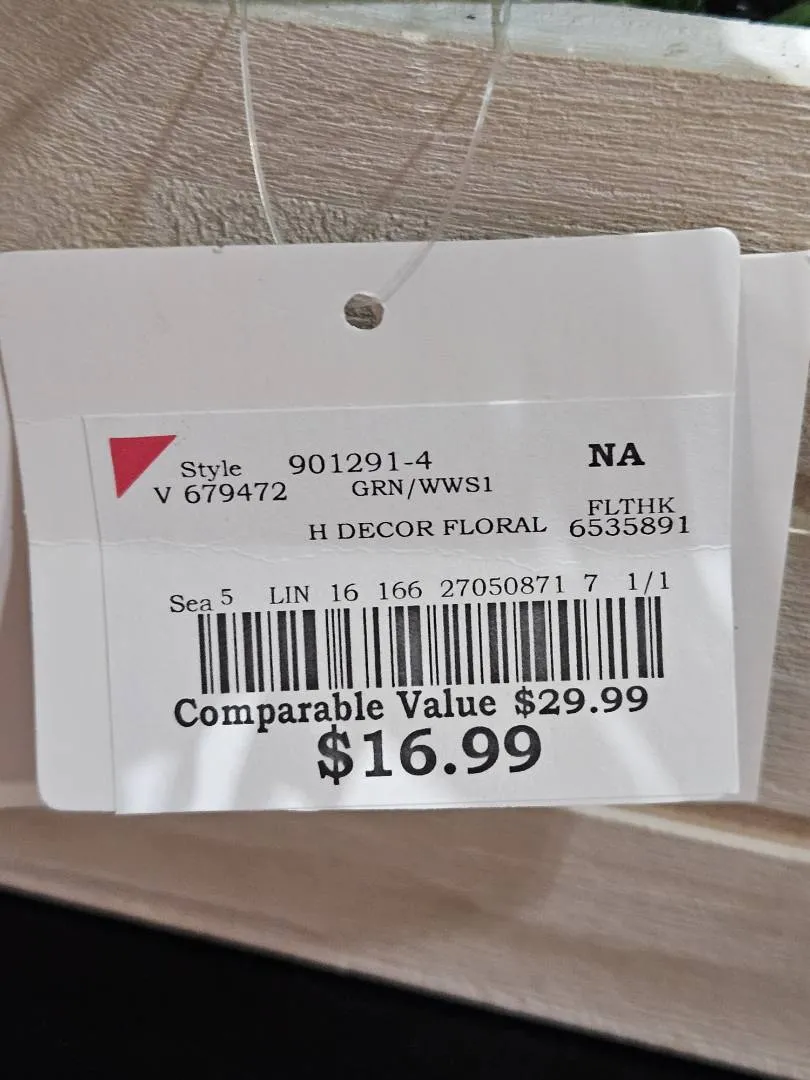 Style 901291-4 NA
V 679472 GRN/WWS1
FLTHK
H DECOR FLORAL 6535891
Sea 5 LIN 16 166 27050871 7 1/1
Comparable Value $29.99
$16.99